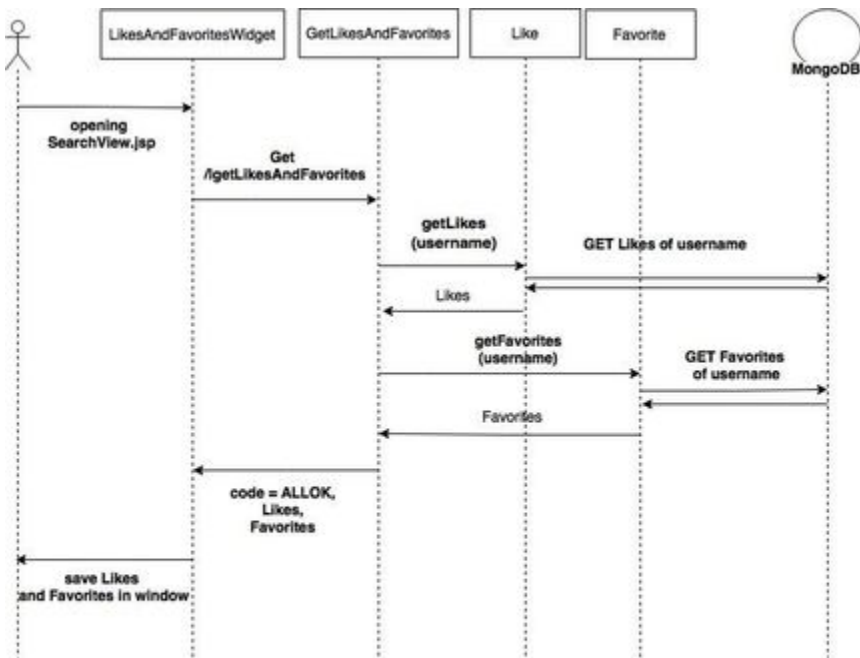 LikesAndFavoritesWidget
GetLikesAndFavorites
Like
Favorite
MongoDB
opening
SearchView.jsp
Get
/lgetLikesAndFavorites
getLikes
(username)
GET Likes of username
Likes
getFavorites
(username)
GET Favorites
of username
Favorites
code = ALLOK,
Likes,
Favorites
save Likes
and Favorites in window